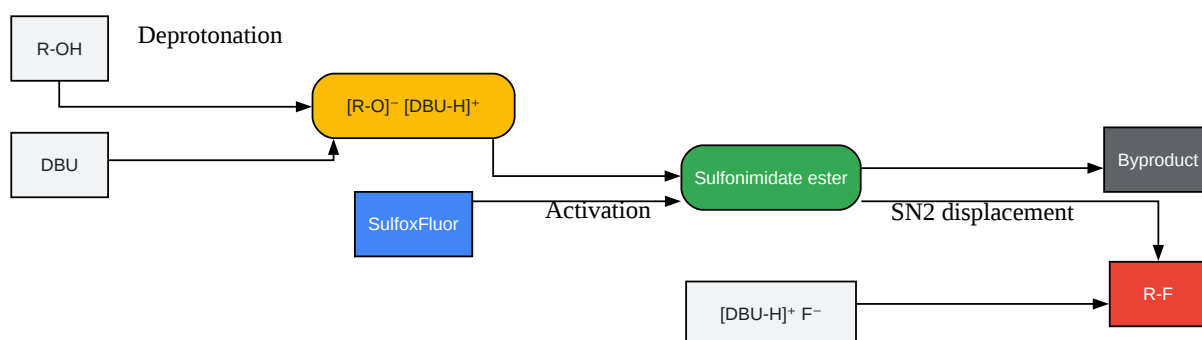 R-OH
Deprotonation
[R-O]⁻ [DBU-H]⁺
DBU
Byproduct
Sulfonimidate ester
SulfoxFluor
Activation
SN2 displacement
R-F
[DBU-H]⁺ F⁻